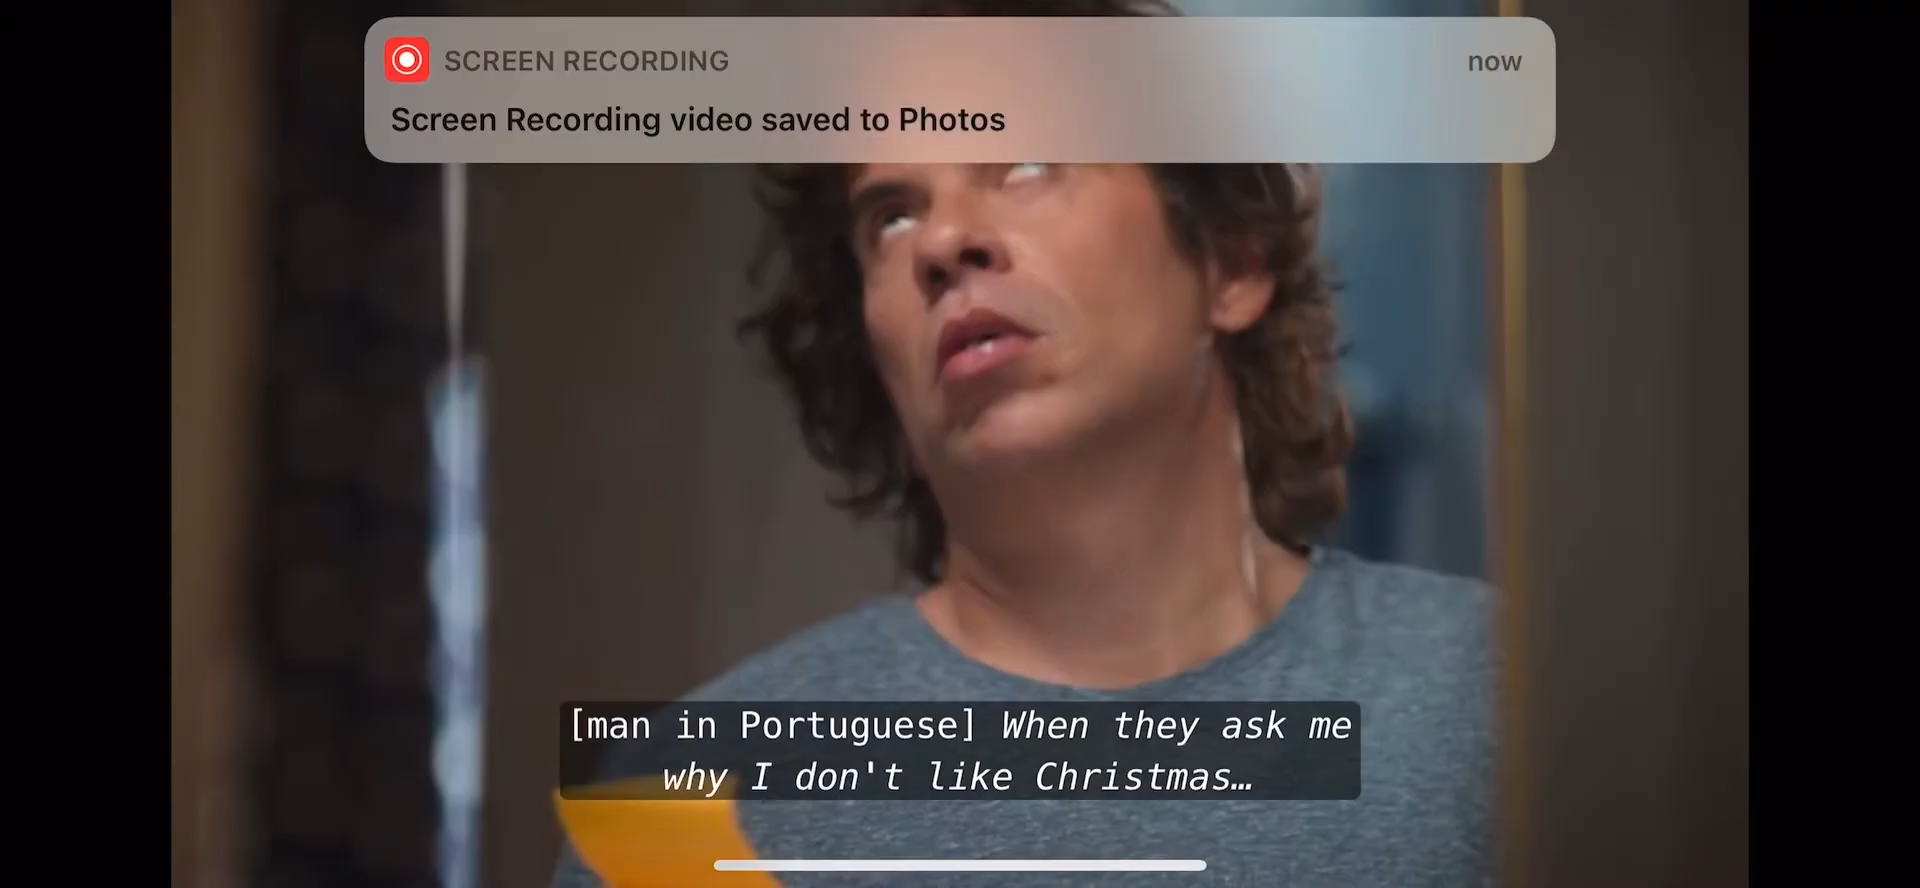 SCREEN RECORDING
now
Screen Recording video saved to Photos
[man in Portuguese] When they ask me
why I don't like Christmas…